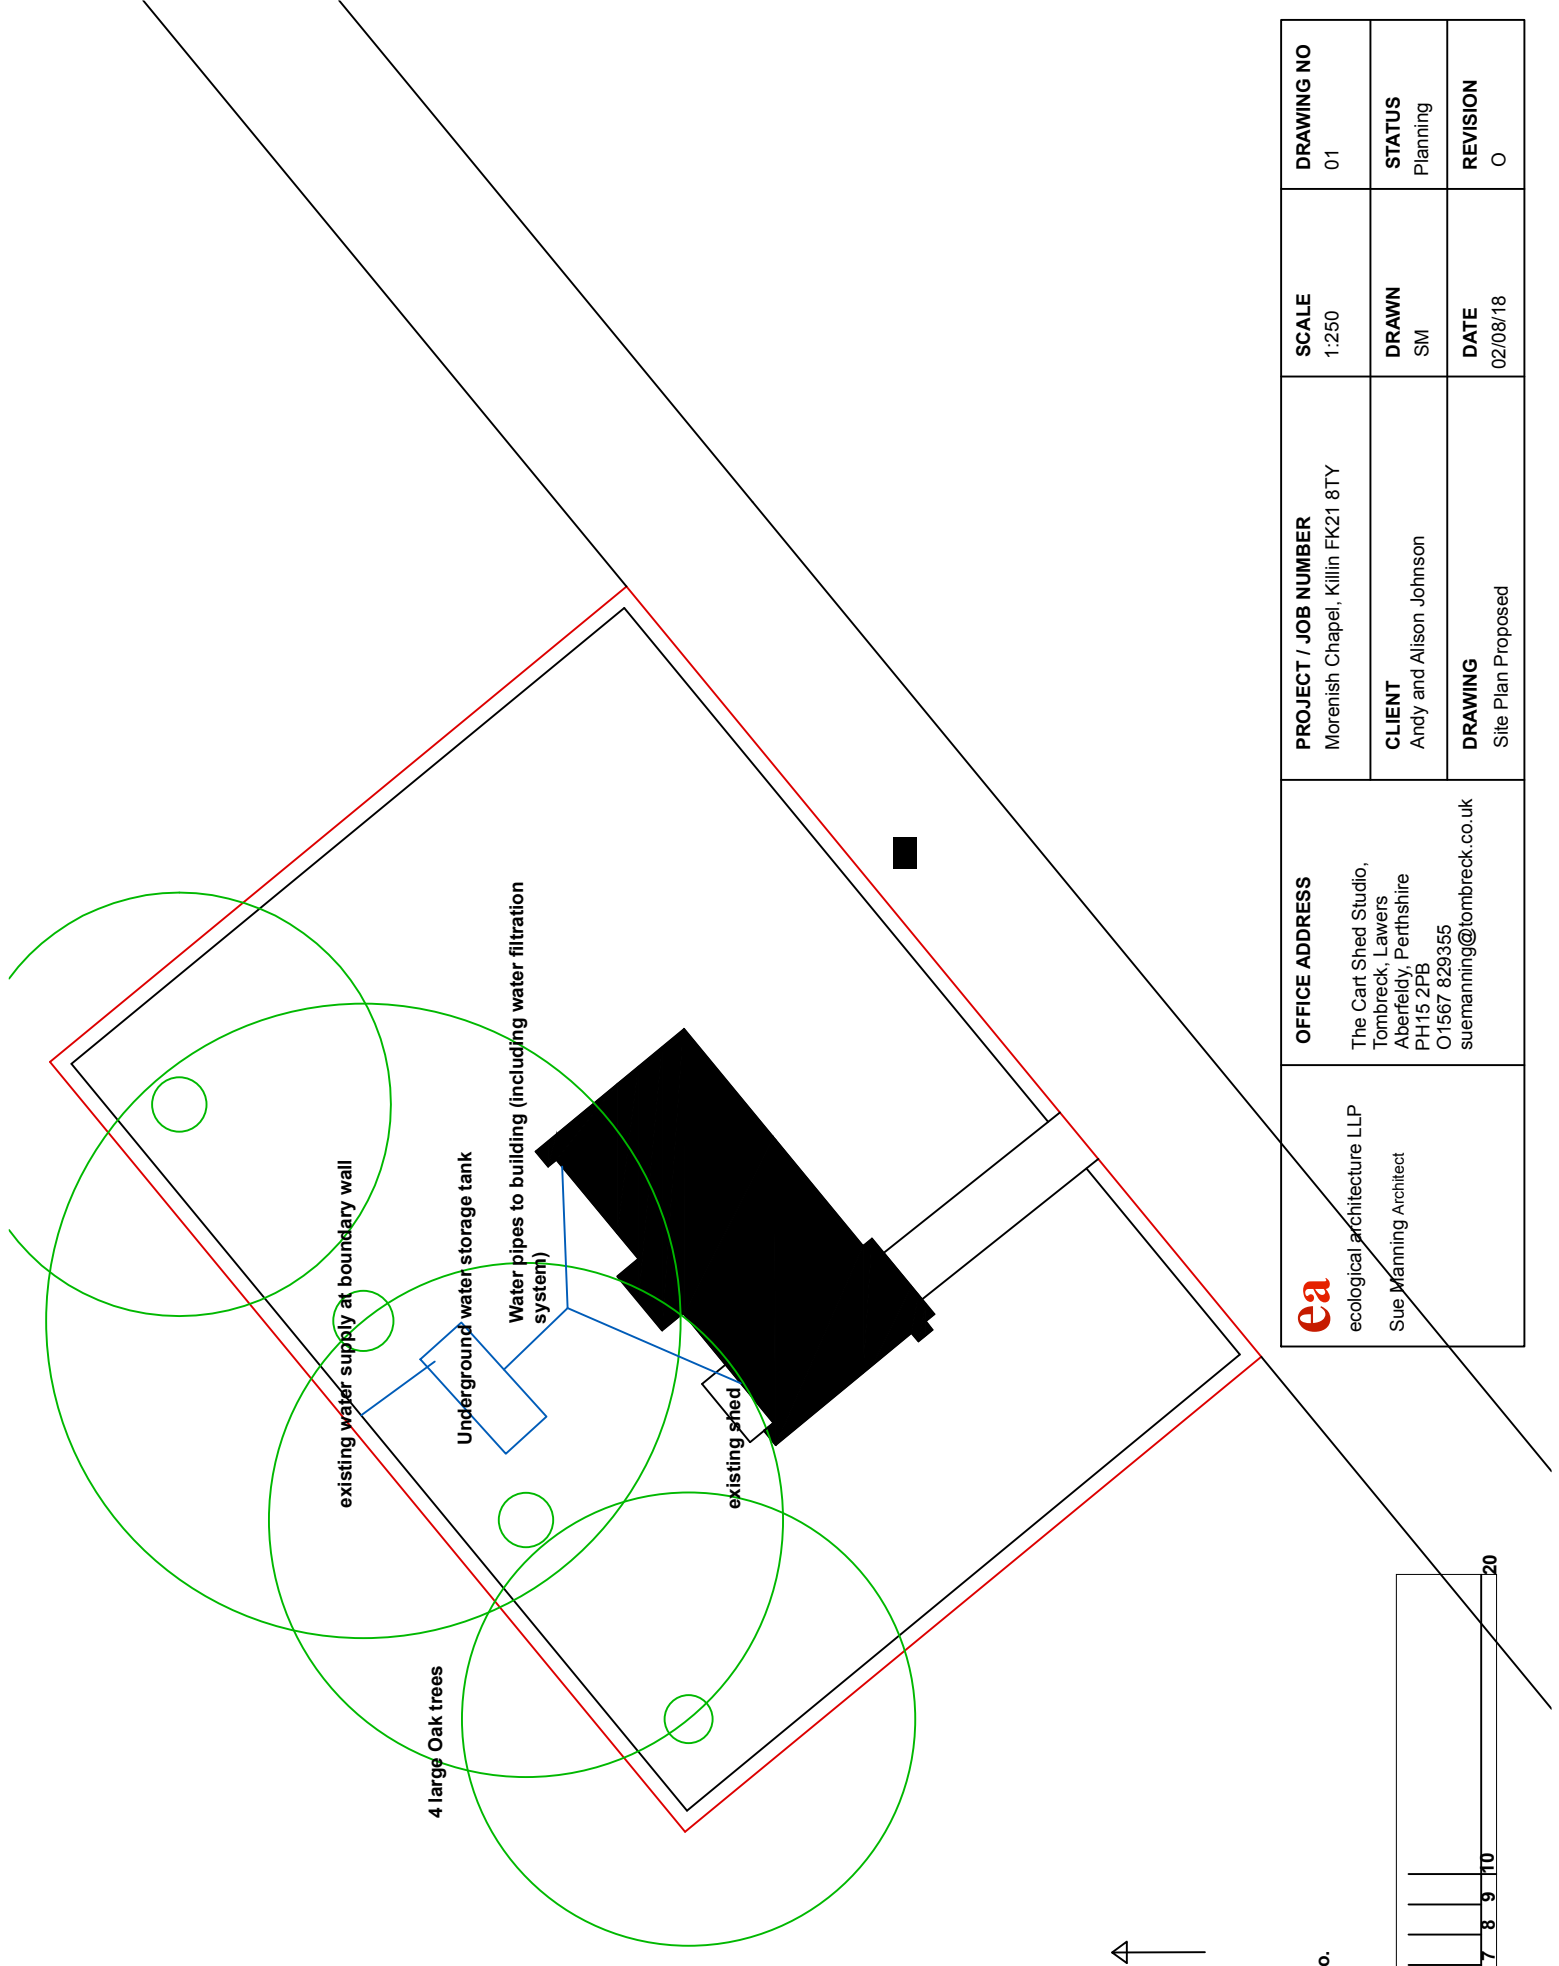 existing water supply at boundary wall
Underground water storage tank
Water pipes to building (including water filtration
system)
4 large Oak trees
existing shed
ea
ecological architecture LLP
Sue Manning Architect
OFFICE ADDRESS
The Cart Shed Studio,
Tombreck, Lawers
Aberfeldy, Perthshire
PH15 2PB
O1567 829355
suemanning@tombreck.co.uk
PROJECT / JOB NUMBER
Morenish Chapel, Killin FK21 8TY
CLIENT
Andy and Alison Johnson
DRAWING
Site Plan Proposed
SCALE
1:250
DRAWN
SM
DATE
02/08/18
DRAWING NO
01
STATUS
Planning
REVISION
O
o.
7 8 9 10 20